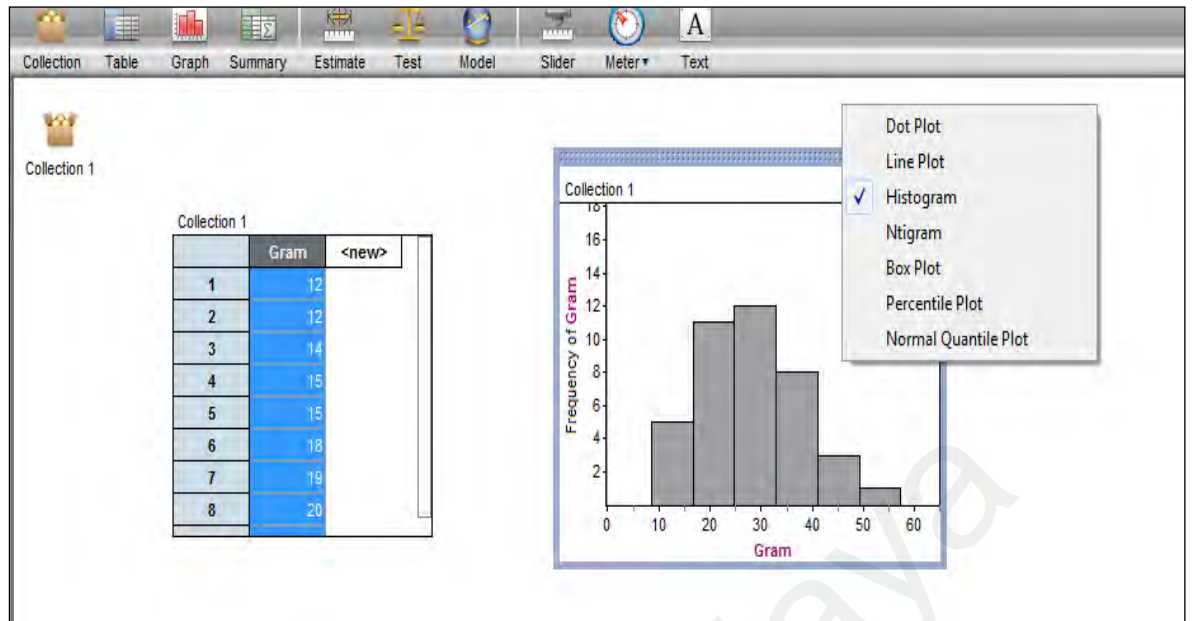 Collection Table Graph Summary Estimate Test Model Slider Meter▾ Text
A
Collection 1
Collection 1
Gram <new>
1 12
2 12
3 14
4 15
5 15
6 18
7 19
8 20
Collection 1
Frequency of Gram
18
16
14
12
10
8
6
4
2
0 10 20 30 40 50 60
Gram
Dot Plot
Line Plot
✓ Histogram
Ntigram
Box Plot
Percentile Plot
Normal Quantile Plot